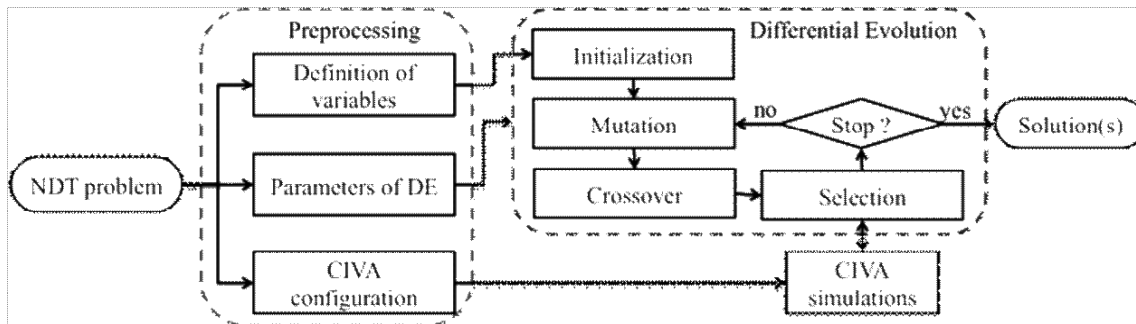 Preprocessing
Differential Evolution
Definition of
variables
Initialization
Mutation
no
Stop ?
yes
Solution(s)
NDT problem
Parameters of DE
Crossover
Selection
CIVA
configuration
CIVA
simulations